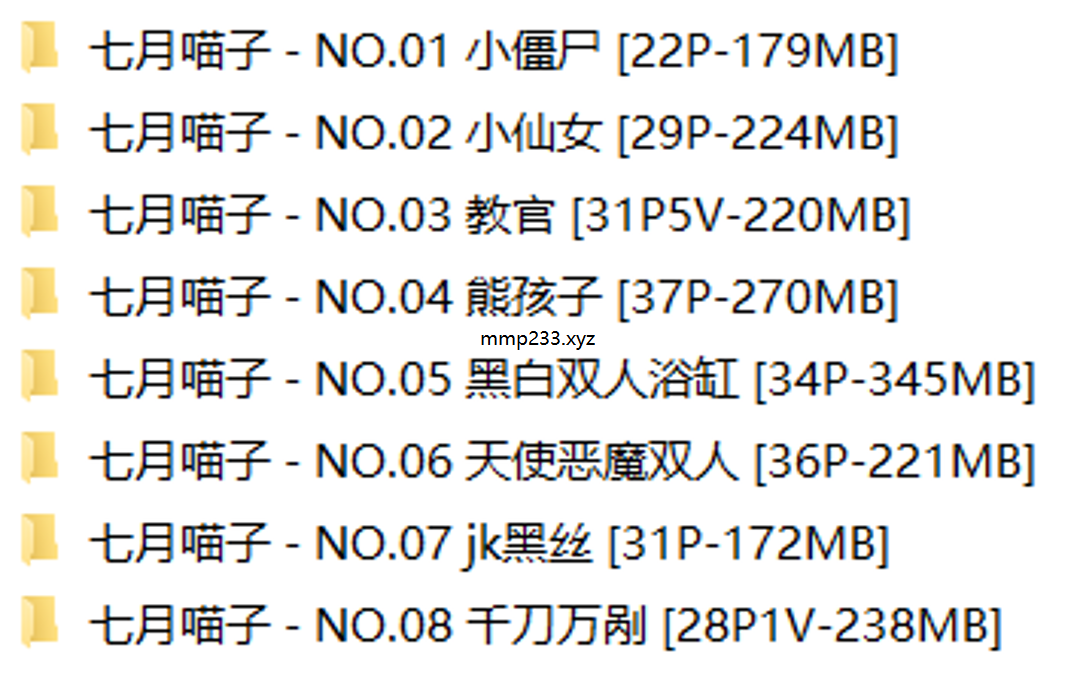 七月喵子 - NO.01 小僵尸 [22P-179MB]
七月喵子 - NO.02 小仙女 [29P-224MB]
七月喵子 - NO.03 教官 [31P5V-220MB]
七月喵子 - NO.04 熊孩子 [37P-270MB]
mmp233.xyz
七月喵子 - NO.05 黑白双人浴缸 [34P-345MB]
七月喵子 - NO.06 天使恶魔双人 [36P-221MB]
七月喵子 - NO.07 jk黑丝 [31P-172MB]
七月喵子 - NO.08 千刀万剐 [28P1V-238MB]